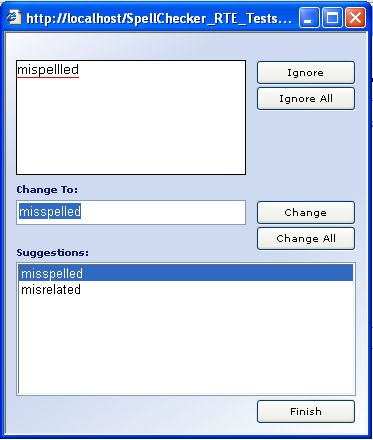 http://localhost/SpellChecker_RTE_Tests...
mispellled
Ignore
Ignore All
Change To:
misspelled
Change
Change All
Suggestions:
misspelled
misrelated
Finish